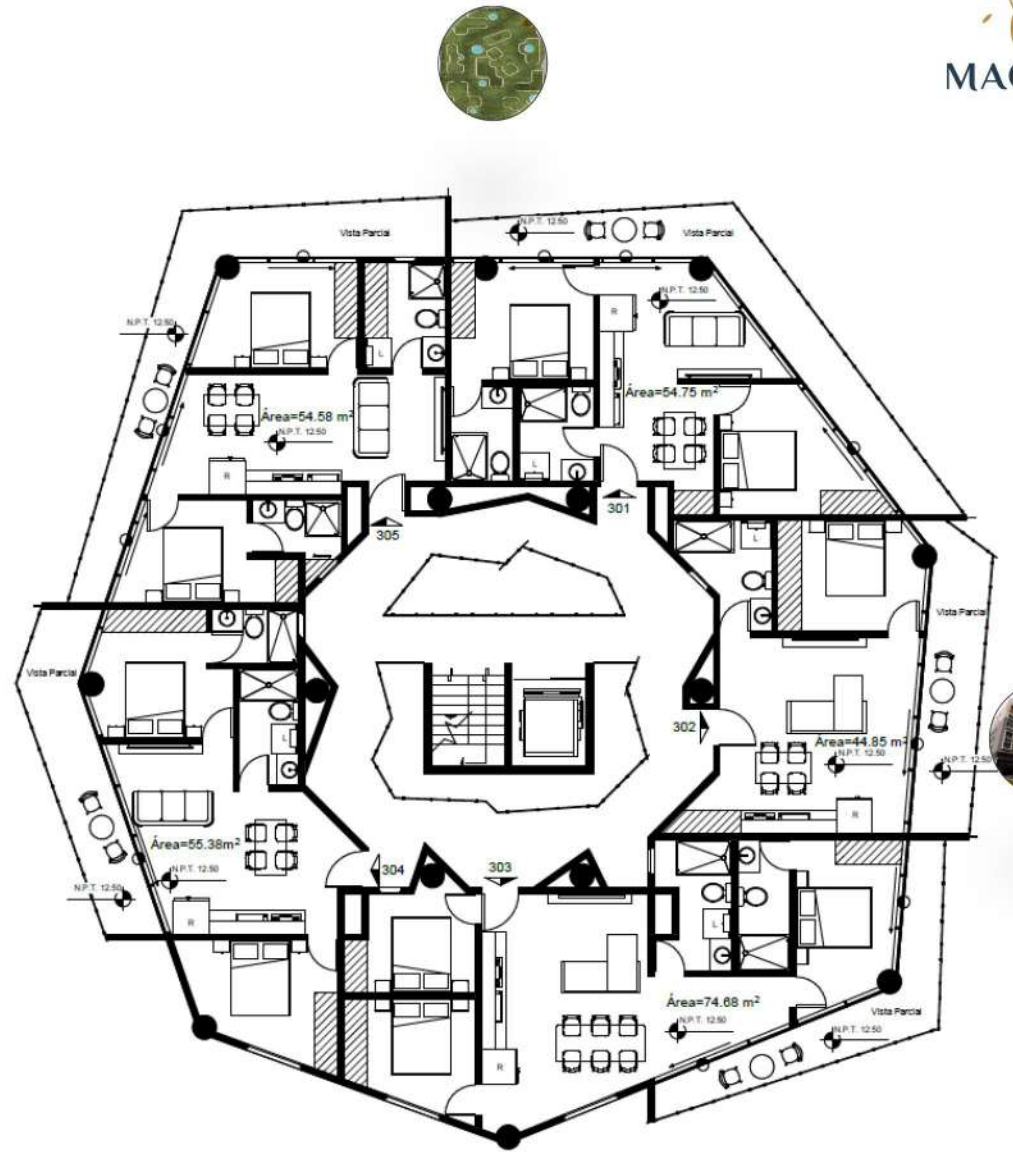 MAG
Vista Parcial
N.P.T. 12.50
Vista Parcial
N.P.T. 12.50
R
N.P.T. 12.50
L
Área=54.58 m²
N.P.T. 12.50
Área=54.75 m²
R
L
301
305
L
Vista Parcial
Vista Parcial
L
302
Área=44.85 m²
N.P.T. 12.50
N.P.T. 12.50
R
Área=55.38m²
N.P.T. 12.50
N.P.T. 12.50
R
304
303
L
Área=74.68 m²
N.P.T. 12.50
Vista Parcial
N.P.T. 12.50
R